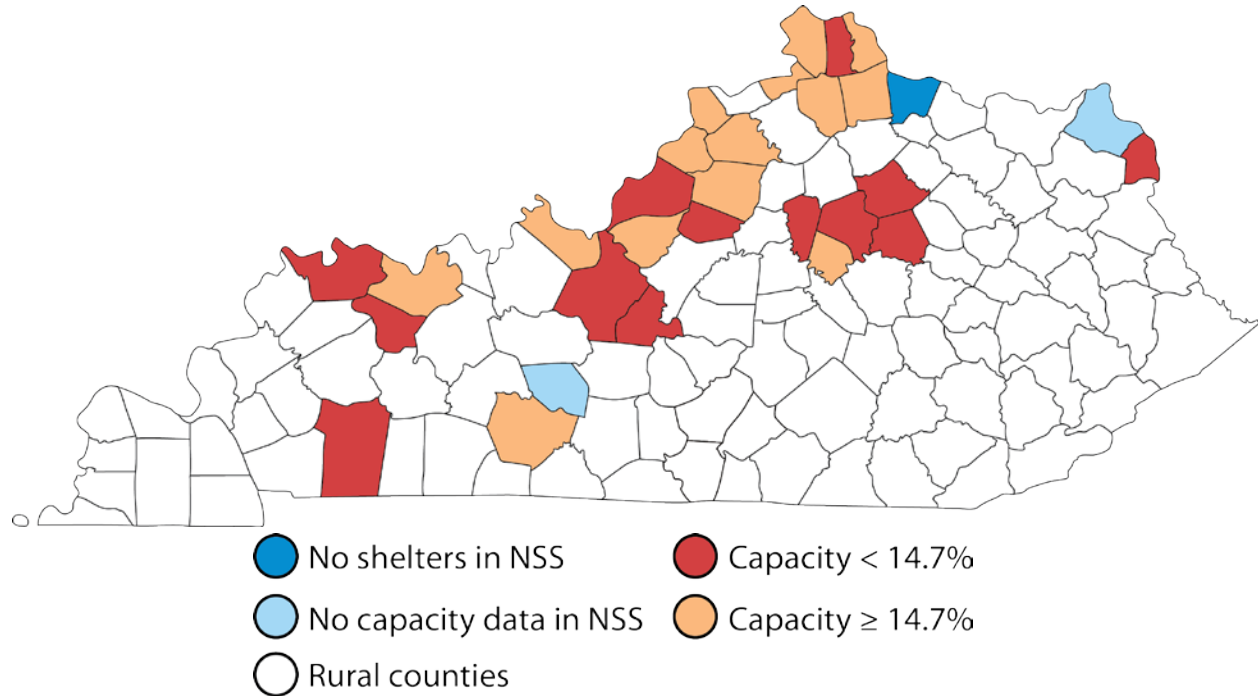 No shelters in NSS
Capacity < 14.7%
No capacity data in NSS
Capacity ≥ 14.7%
Rural counties